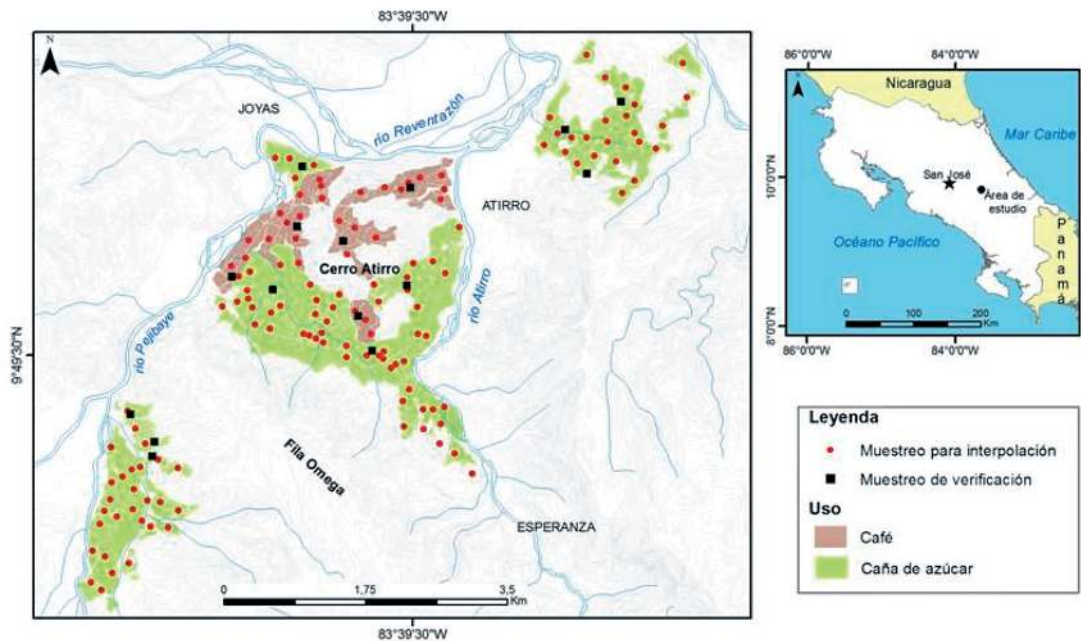 83°39'30"W
N
JOYAS
río Reventazón
ATIRRO
Cerro Atirro
río Atirro
río Pejibaye
9°49'30"N
Fila Omega
ESPERANZA
0 1,75 3,5
Km
83°39'30"W
86°0'0"W 84°0'0"W
Nicaragua
Mar Caribe
10°0'0"N
San José
Área de
estudio
Océano Pacífico
Panamá
8°0'0"N
0 100 200
Km
86°0'0"W 84°0'0"W
Leyenda
Muestreo para interpolación
Muestreo de verificación
Uso
Café
Caña de azúcar